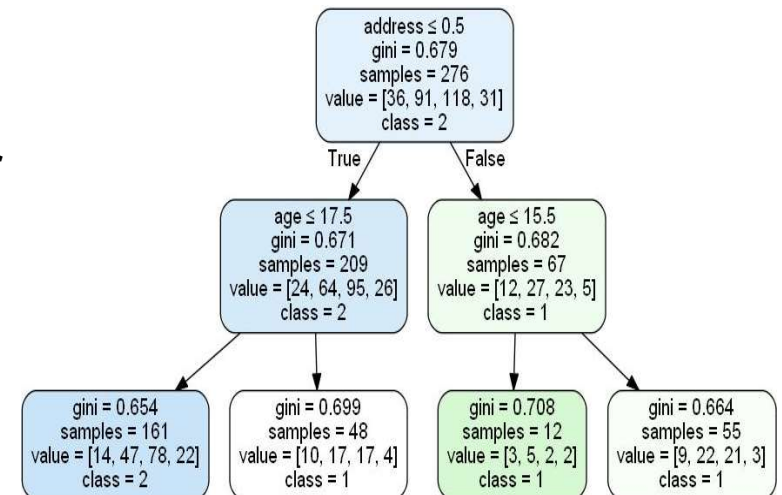 address ≤ 0.5
gini = 0.679
samples = 276
value = [36, 91, 118, 31]
class = 2
True
False
age ≤ 17.5
gini = 0.671
samples = 209
value = [24, 64, 95, 26]
class = 2
age ≤ 15.5
gini = 0.682
samples = 67
value = [12, 27, 23, 5]
class = 1
gini = 0.654
samples = 161
value = [14, 47, 78, 22]
class = 2
gini = 0.699
samples = 48
value = [10, 17, 17, 4]
class = 1
gini = 0.708
samples = 12
value = [3, 5, 2, 2]
class = 1
gini = 0.664
samples = 55
value = [9, 22, 21, 3]
class = 1